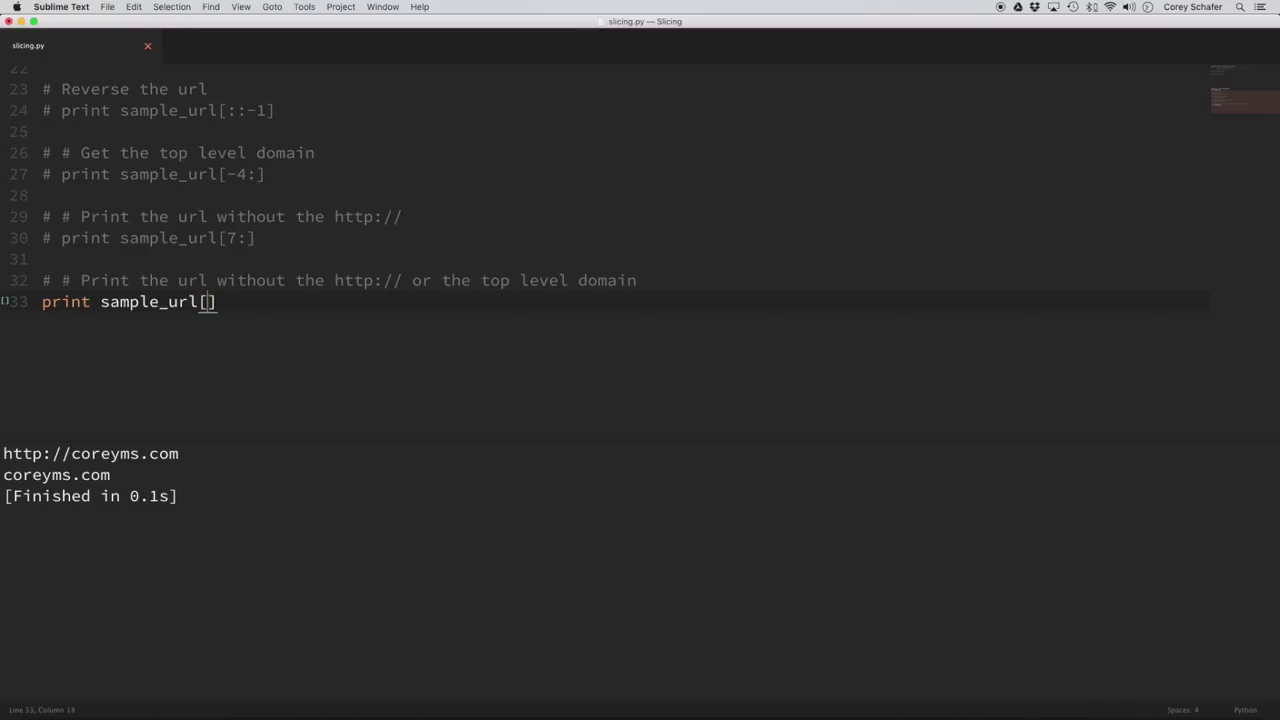 Sublime Text File Edit Selection Find View Goto Tools Project Window Help Corey Schafer
slicing.py — Slicing
slicing.py
22
23 # Reverse the url
24 # print sample_url[::-1]
25
26 # # Get the top level domain
27 # print sample_url[-4:]
28
29 # # Print the url without the http://
30 # print sample_url[7:]
31
32 # # Print the url without the http:// or the top level domain
33 print sample_url[]
http://coreyms.com
coreyms.com
[Finished in 0.1s]
Line 33, Column 18 Spaces: 4 Python